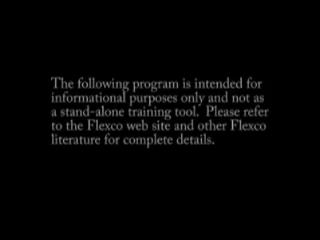 The following program is intended for
informational purposes only and not as
a stand-alone training tool.  Please refer
to the Flexco web site and other Flexco
literature for complete details.